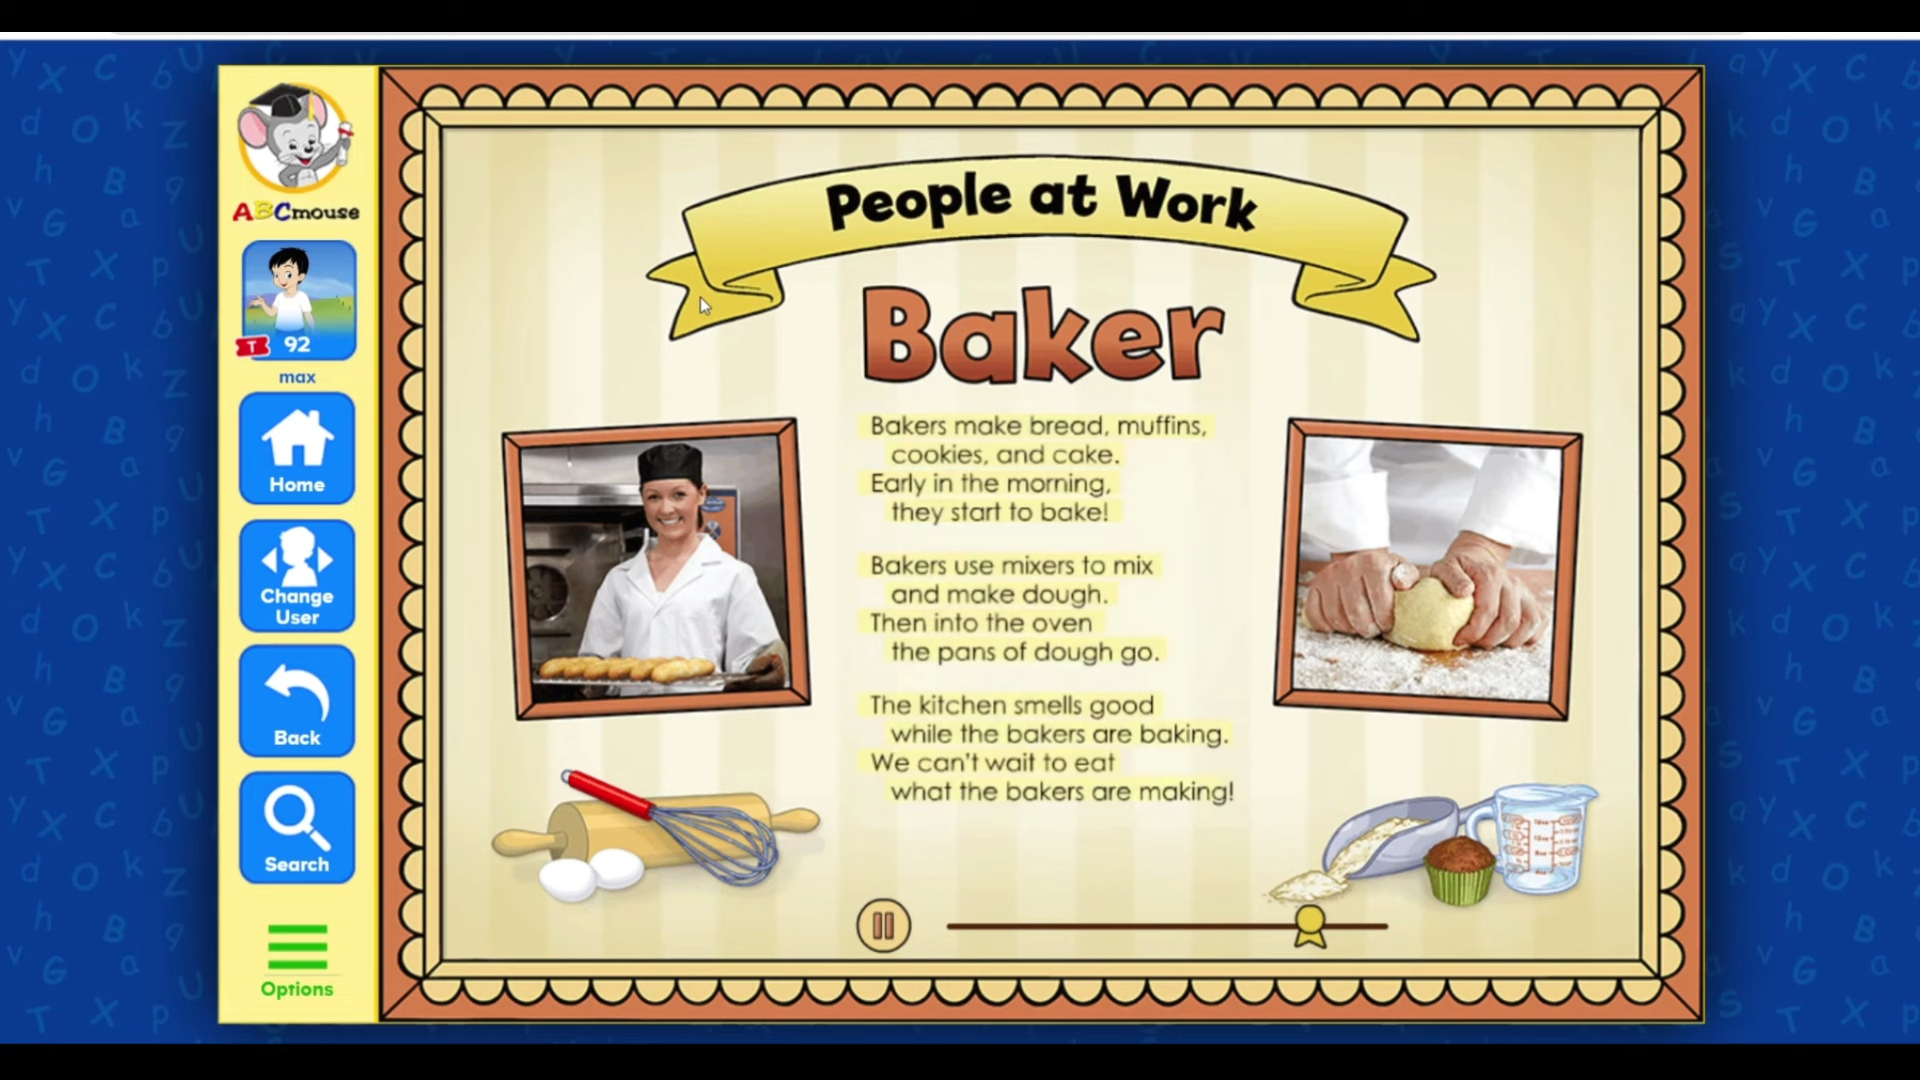 ABCmouse
T 92
max
Home
Change
User
Back
Search
Options
People at Work
Baker
Bakers make bread, muffins,
cookies, and cake.
Early in the morning,
they start to bake!
Bakers use mixers to mix
and make dough.
Then into the oven
the pans of dough go.
The kitchen smells good
while the bakers are baking.
We can't wait to eat
what the bakers are making!